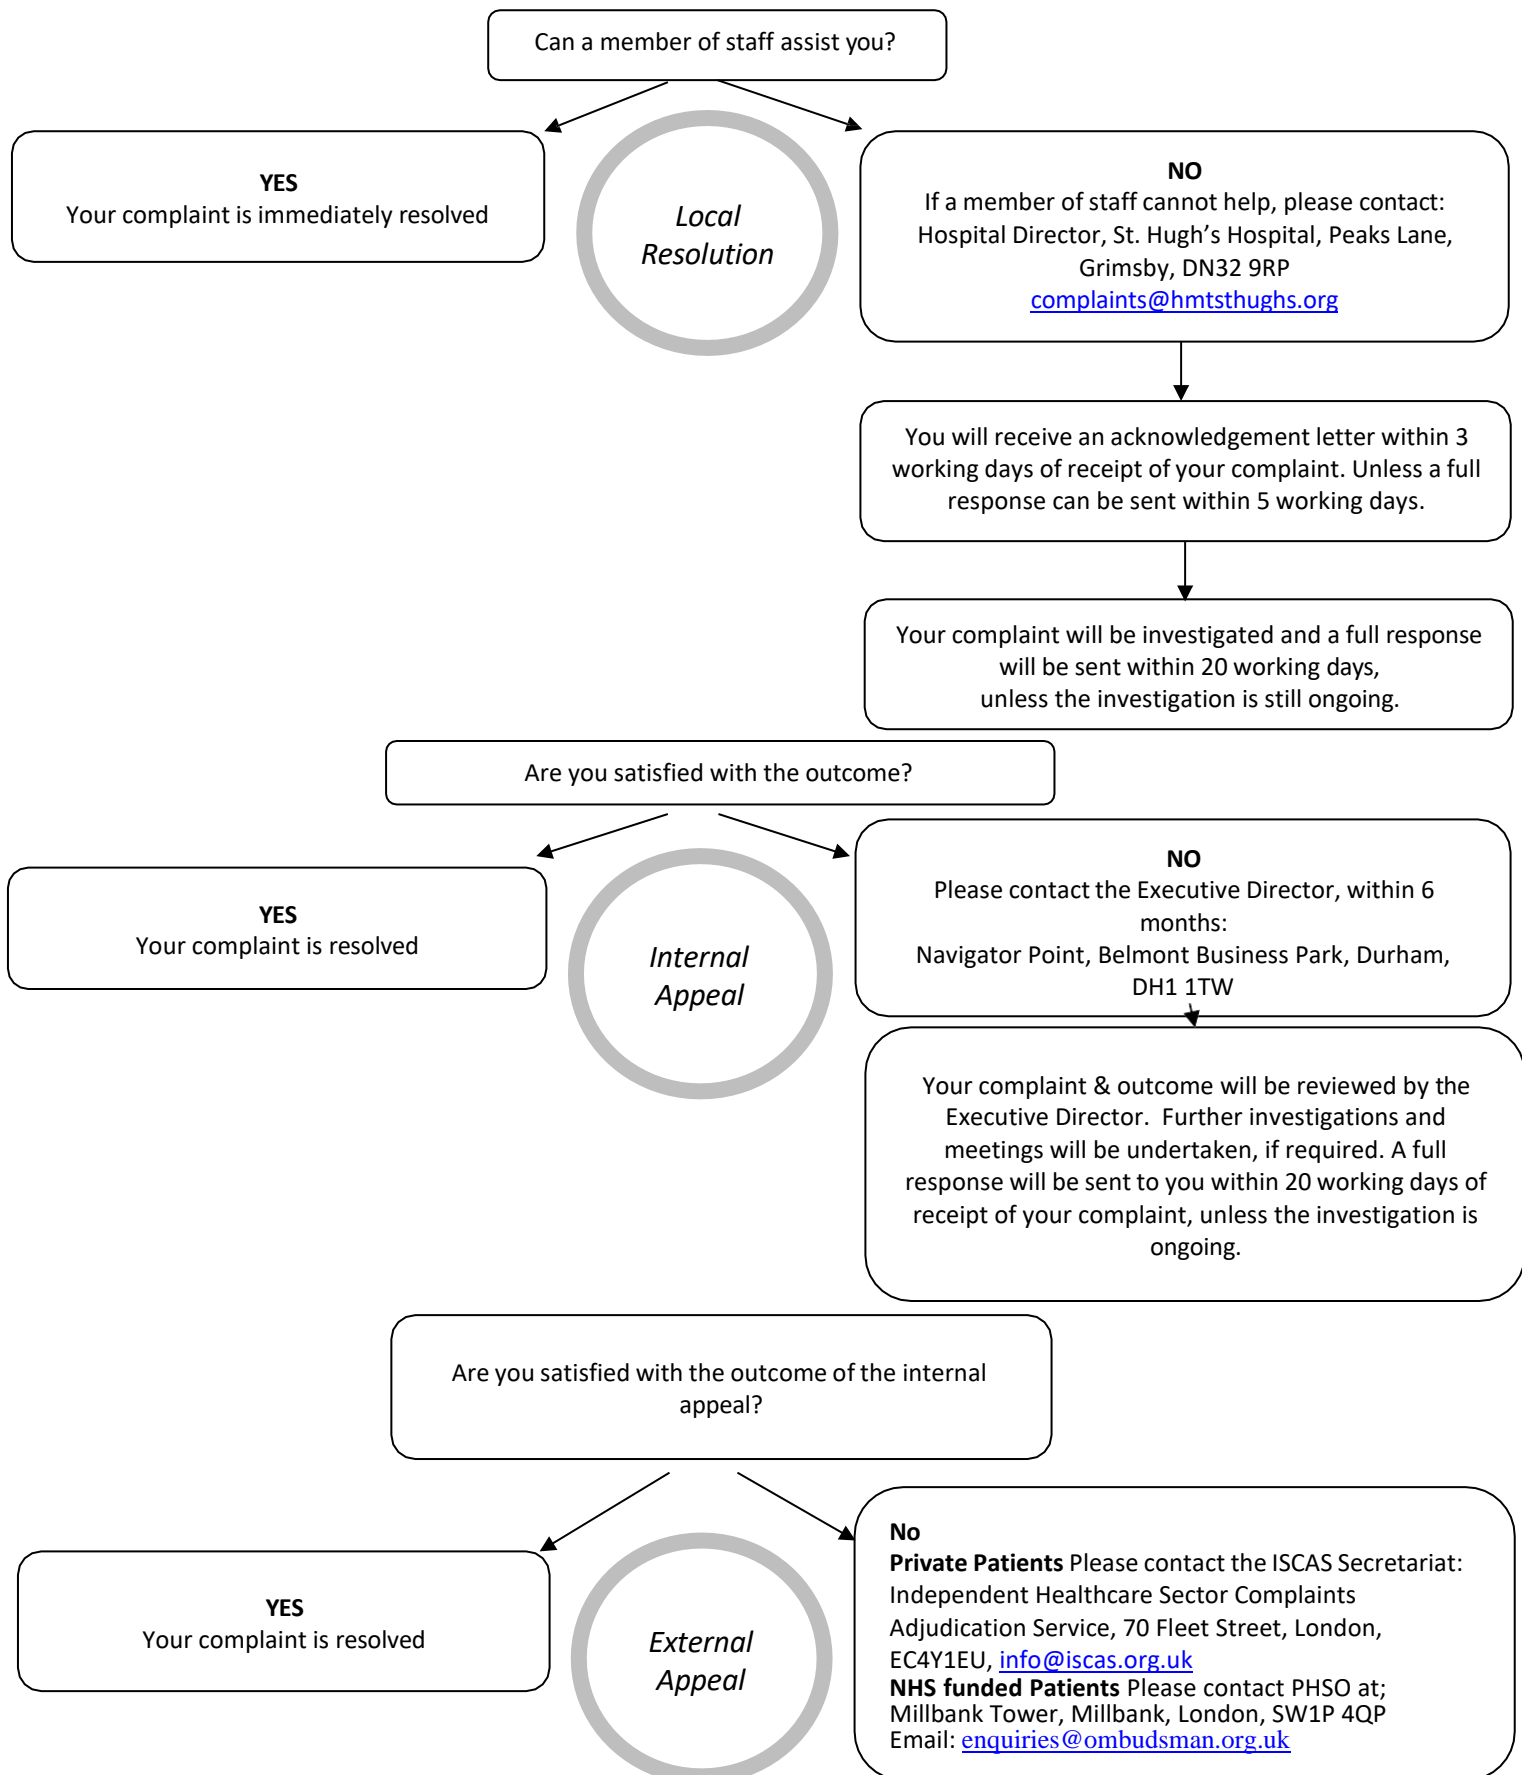 Can a member of staff assist you?
YES
Your complaint is immediately resolved
Local
Resolution
NO
If a member of staff cannot help, please contact:
Hospital Director, St. Hugh’s Hospital, Peaks Lane,
Grimsby, DN32 9RP
complaints@hmtsthughs.org
You will receive an acknowledgement letter within 3
working days of receipt of your complaint. Unless a full
response can be sent within 5 working days.
Your complaint will be investigated and a full response
will be sent within 20 working days,
unless the investigation is still ongoing.
Are you satisfied with the outcome?
YES
Your complaint is resolved
Internal
Appeal
NO
Please contact the Executive Director, within 6
months:
Navigator Point, Belmont Business Park, Durham,
DH1 1TW
Your complaint & outcome will be reviewed by the
Executive Director. Further investigations and
meetings will be undertaken, if required. A full
response will be sent to you within 20 working days of
receipt of your complaint, unless the investigation is
ongoing.
Are you satisfied with the outcome of the internal
appeal?
YES
Your complaint is resolved
External
Appeal
No
Private Patients Please contact the ISCAS Secretariat:
Independent Healthcare Sector Complaints
Adjudication Service, 70 Fleet Street, London,
EC4Y1EU, info@iscas.org.uk
NHS funded Patients Please contact PHSO at;
Millbank Tower, Millbank, London, SW1P 4QP
Email: enquiries@ombudsman.org.uk